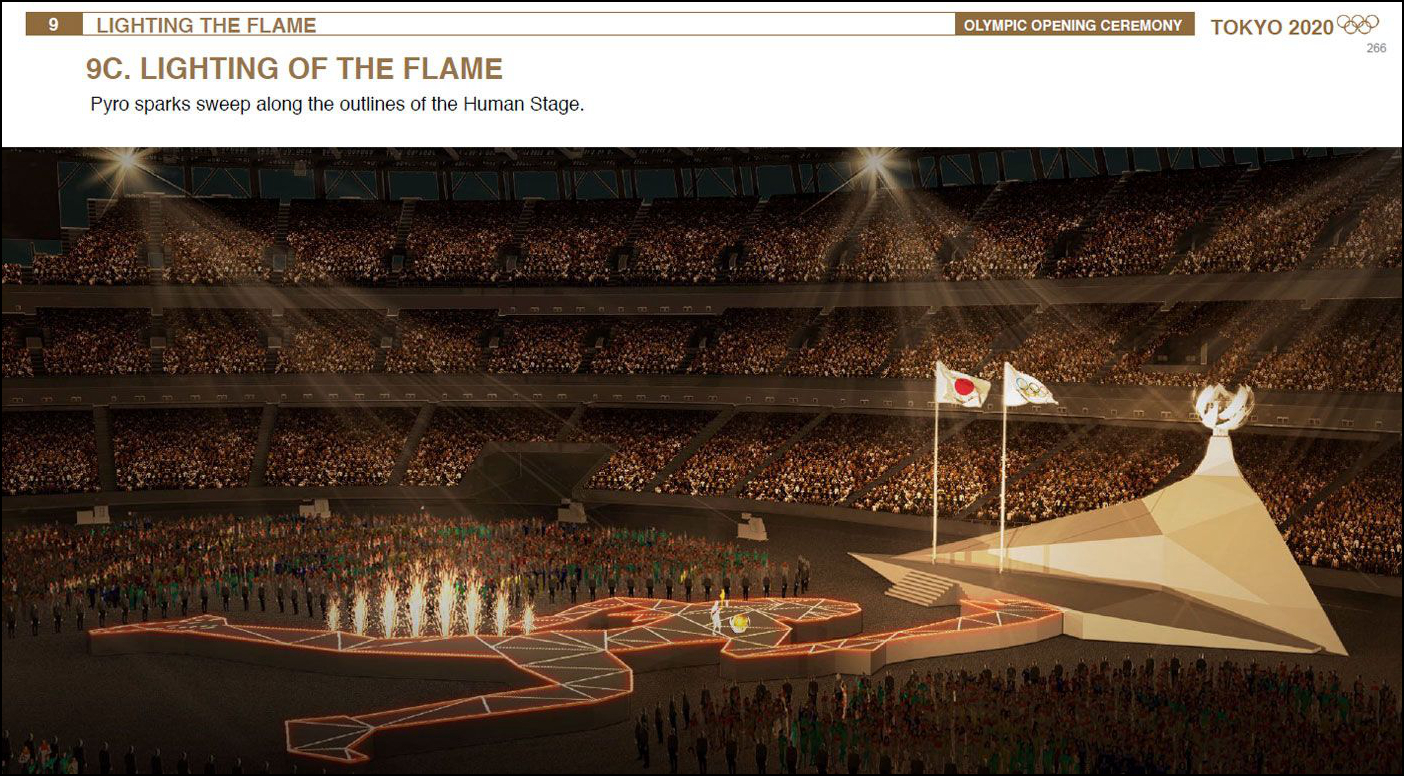 9
LIGHTING THE FLAME
OLYMPIC OPENING CEREMONY
TOKYO 2020
266
9C. LIGHTING OF THE FLAME
Pyro sparks sweep along the outlines of the Human Stage.